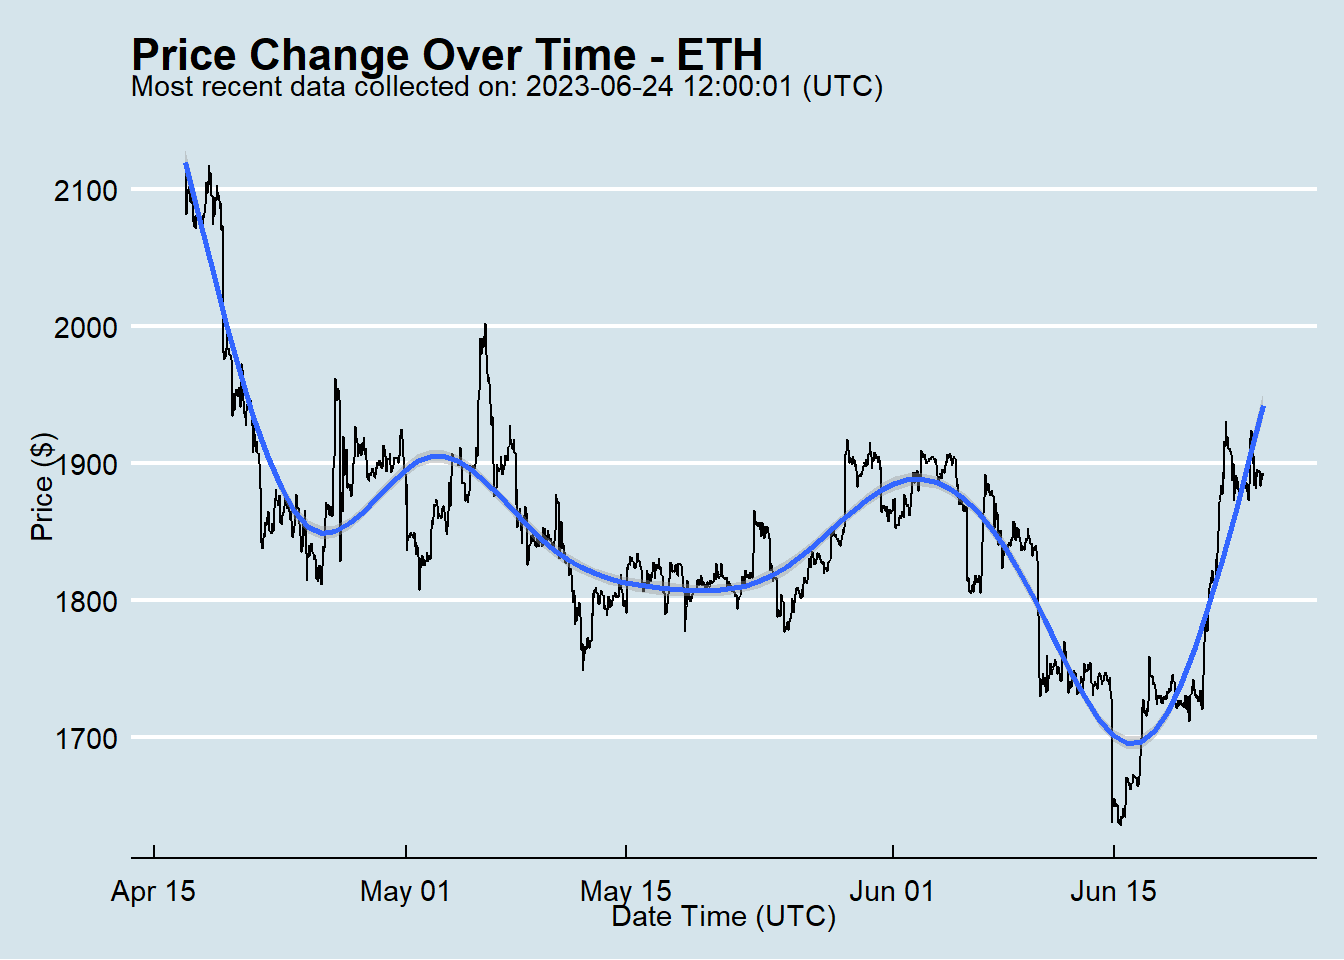 Price Change Over Time - ETH
Most recent data collected on: 2023-06-24 12:00:01 (UTC)
2100
2000
1900
1800
1700
Price ($)
Apr 15
May 01
May 15
Jun 01
Jun 15
Date Time (UTC)